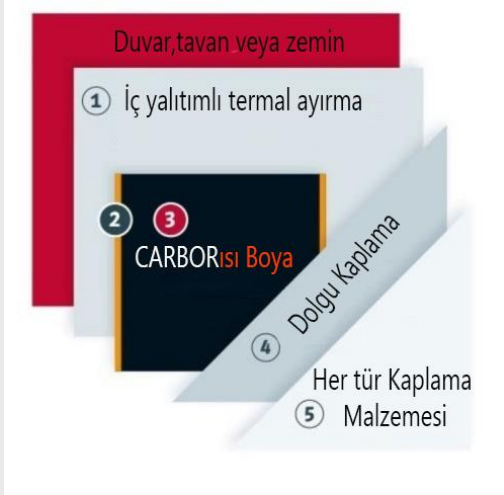 Duvar,tavan veya zemin
1 İç yalıtımlı termal ayırma
2 3
CARBORısı Boya
4 Dolgu Kaplama
Her tür Kaplama
5 Malzemesi